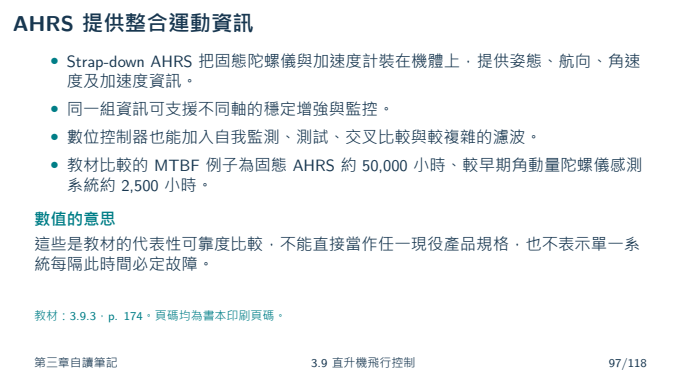 AHRS 提供整合運動資訊
• Strap-down AHRS 把固態陀螺儀與加速度計裝在機體上，提供姿態、航向、角速
度及加速度資訊。
• 同一組資訊可支援不同軸的穩定增強與監控。
• 數位控制器也能加入自我監測、測試、交叉比較與較複雜的濾波。
• 教材比較的 MTBF 例子為固態 AHRS 約 50,000 小時、較早期角動量陀螺儀感測
系統約 2,500 小時。
數值的意思
這些是教材的代表性可靠度比較，不能直接當作任一現役產品規格，也不表示單一系
統每隔此時間必定故障。
教材：3.9.3，p. 174。頁碼均為書本印刷頁碼。
第三章自讀筆記 3.9 直升機飛行控制 97/118